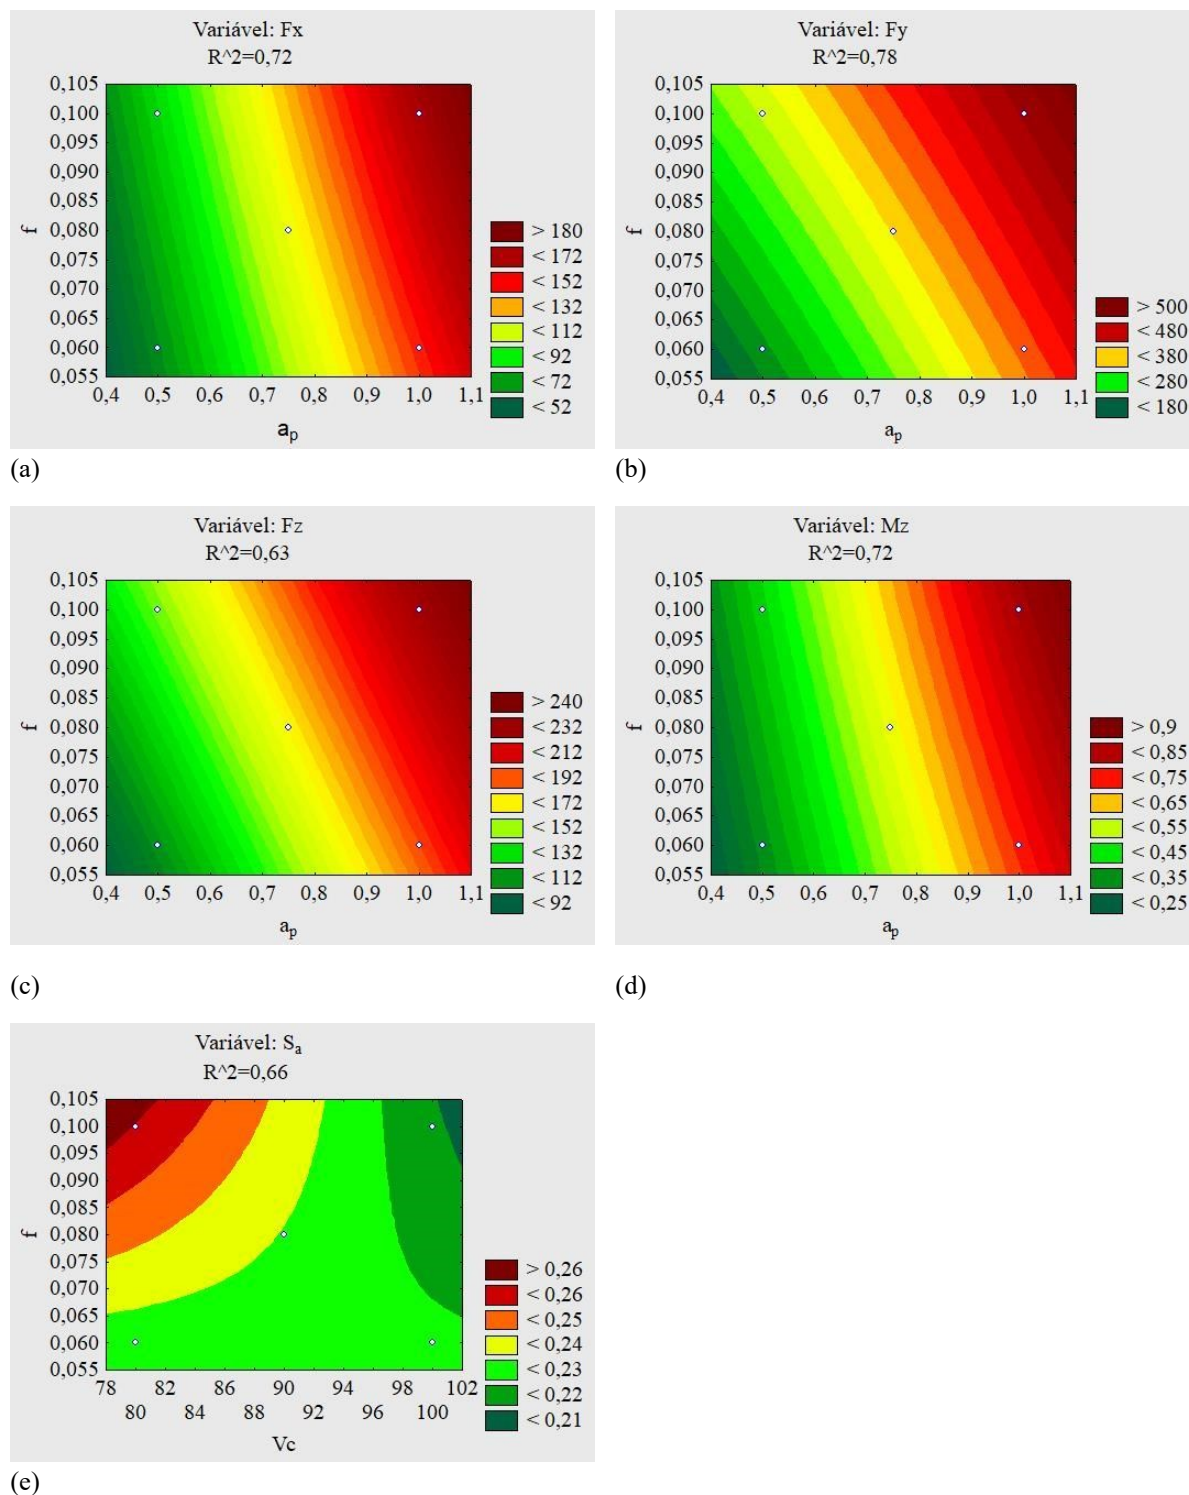 Variável: Fx
R^2=0,72
0,105
0,100
0,095
0,090
0,085
0,080
0,075
0,070
0,065
0,060
0,055
f
0,4 0,5 0,6 0,7 0,8 0,9 1,0 1,1
ap
> 180
< 172
< 152
< 132
< 112
< 92
< 72
< 52
(a)
Variável: Fy
R^2=0,78
0,105
0,100
0,095
0,090
0,085
0,080
0,075
0,070
0,065
0,060
0,055
f
0,4 0,5 0,6 0,7 0,8 0,9 1,0 1,1
ap
> 500
< 480
< 380
< 280
< 180
(b)
Variável: Fz
R^2=0,63
0,105
0,100
0,095
0,090
0,085
0,080
0,075
0,070
0,065
0,060
0,055
f
0,4 0,5 0,6 0,7 0,8 0,9 1,0 1,1
ap
> 240
< 232
< 212
< 192
< 172
< 152
< 132
< 112
< 92
(c)
Variável: Mz
R^2=0,72
0,105
0,100
0,095
0,090
0,085
0,080
0,075
0,070
0,065
0,060
0,055
f
0,4 0,5 0,6 0,7 0,8 0,9 1,0 1,1
ap
> 0,9
< 0,85
< 0,75
< 0,65
< 0,55
< 0,45
< 0,35
< 0,25
(d)
Variável: Sa
R^2=0,66
0,105
0,100
0,095
0,090
0,085
0,080
0,075
0,070
0,065
0,060
0,055
f
78 82 86 90 94 98 102
80 84 88 92 96 100
Vc
> 0,26
< 0,26
< 0,25
< 0,24
< 0,23
< 0,22
< 0,21
(e)